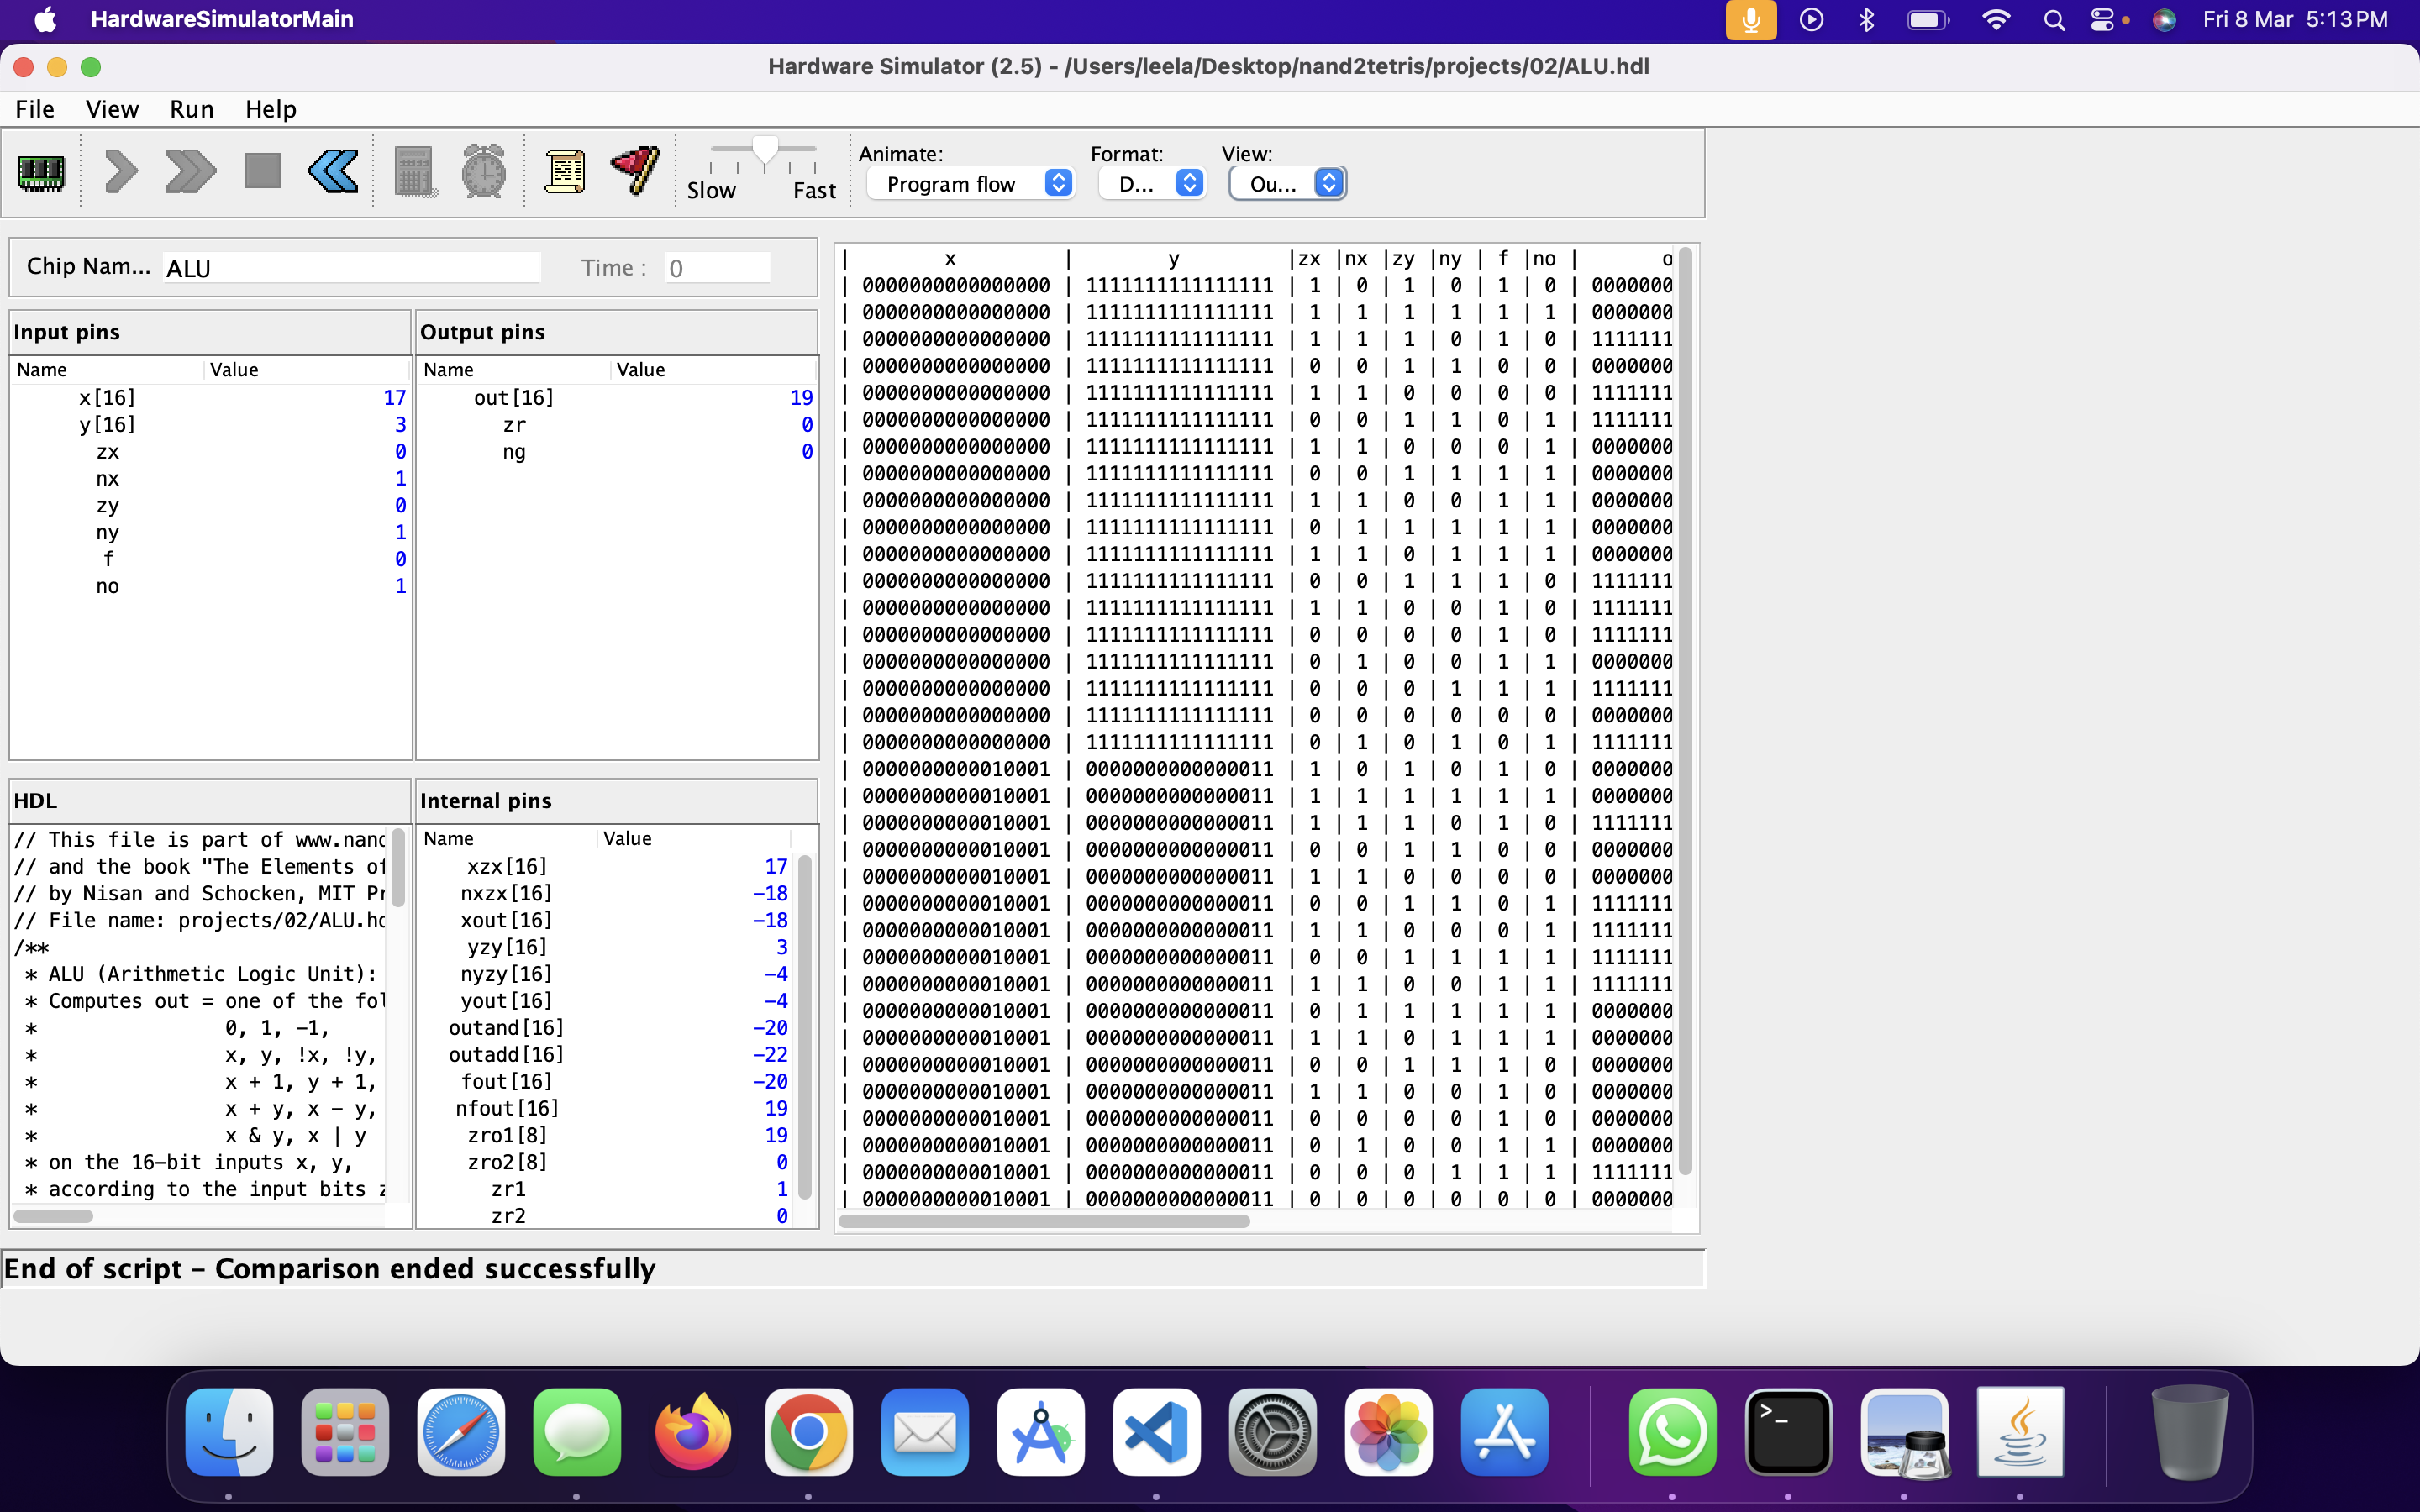 HardwareSimulatorMain
Fri 8 Mar 5:13 PM
Hardware Simulator (2.5) - /Users/leela/Desktop/nand2tetris/projects/02/ALU.hdl
File View Run Help
Animate: Format: View:
Slow Fast Program flow D... Ou...
Chip Nam... ALU Time : 0
Input pins
Name Value
x[16] 17
y[16] 3
zx 0
nx 1
zy 0
ny 1
f 0
no 1
Output pins
Name Value
out[16] 19
zr 0
ng 0
HDL
// This file is part of www.nand
// and the book "The Elements of
// by Nisan and Schocken, MIT Pr
// File name: projects/02/ALU.hd
/**
* ALU (Arithmetic Logic Unit):
* Computes out = one of the fol
* 0, 1, -1,
* x, y, !x, !y,
* x + 1, y + 1,
* x + y, x - y,
* x & y, x | y
* on the 16-bit inputs x, y,
* according to the input bits z
Internal pins
Name Value
xzx[16] 17
nxzx[16] -18
xout[16] -18
yzy[16] 3
nyzy[16] -4
yout[16] -4
outand[16] -20
outadd[16] -22
fout[16] -20
nfout[16] 19
zro1[8] 19
zro2[8] 0
zr1 1
zr2 0
| x | y |zx |nx |zy |ny | f |no | o
| 0000000000000000 | 1111111111111111 | 1 | 0 | 1 | 0 | 1 | 0 | 0000000
| 0000000000000000 | 1111111111111111 | 1 | 1 | 1 | 1 | 1 | 1 | 0000000
| 0000000000000000 | 1111111111111111 | 1 | 1 | 1 | 0 | 1 | 0 | 1111111
| 0000000000000000 | 1111111111111111 | 0 | 0 | 1 | 1 | 0 | 0 | 0000000
| 0000000000000000 | 1111111111111111 | 1 | 1 | 0 | 0 | 0 | 0 | 1111111
| 0000000000000000 | 1111111111111111 | 0 | 0 | 1 | 1 | 0 | 1 | 1111111
| 0000000000000000 | 1111111111111111 | 1 | 1 | 0 | 0 | 0 | 1 | 0000000
| 0000000000000000 | 1111111111111111 | 0 | 0 | 1 | 1 | 1 | 1 | 0000000
| 0000000000000000 | 1111111111111111 | 1 | 1 | 0 | 0 | 1 | 1 | 0000000
| 0000000000000000 | 1111111111111111 | 0 | 1 | 1 | 1 | 1 | 1 | 0000000
| 0000000000000000 | 1111111111111111 | 1 | 1 | 0 | 1 | 1 | 1 | 0000000
| 0000000000000000 | 1111111111111111 | 0 | 0 | 1 | 1 | 1 | 0 | 1111111
| 0000000000000000 | 1111111111111111 | 1 | 1 | 0 | 0 | 1 | 0 | 1111111
| 0000000000000000 | 1111111111111111 | 0 | 0 | 0 | 0 | 1 | 0 | 1111111
| 0000000000000000 | 1111111111111111 | 0 | 1 | 0 | 0 | 1 | 1 | 0000000
| 0000000000000000 | 1111111111111111 | 0 | 0 | 0 | 1 | 1 | 1 | 1111111
| 0000000000000000 | 1111111111111111 | 0 | 0 | 0 | 0 | 0 | 0 | 0000000
| 0000000000000000 | 1111111111111111 | 0 | 1 | 0 | 1 | 0 | 1 | 1111111
| 0000000000010001 | 0000000000000011 | 1 | 0 | 1 | 0 | 1 | 0 | 0000000
| 0000000000010001 | 0000000000000011 | 1 | 1 | 1 | 1 | 1 | 1 | 0000000
| 0000000000010001 | 0000000000000011 | 1 | 1 | 1 | 0 | 1 | 0 | 1111111
| 0000000000010001 | 0000000000000011 | 0 | 0 | 1 | 1 | 0 | 0 | 0000000
| 0000000000010001 | 0000000000000011 | 1 | 1 | 0 | 0 | 0 | 0 | 0000000
| 0000000000010001 | 0000000000000011 | 0 | 0 | 1 | 1 | 0 | 1 | 1111111
| 0000000000010001 | 0000000000000011 | 1 | 1 | 0 | 0 | 0 | 1 | 1111111
| 0000000000010001 | 0000000000000011 | 0 | 0 | 1 | 1 | 1 | 1 | 1111111
| 0000000000010001 | 0000000000000011 | 1 | 1 | 0 | 0 | 1 | 1 | 1111111
| 0000000000010001 | 0000000000000011 | 0 | 1 | 1 | 1 | 1 | 1 | 0000000
| 0000000000010001 | 0000000000000011 | 1 | 1 | 0 | 1 | 1 | 1 | 0000000
| 0000000000010001 | 0000000000000011 | 0 | 0 | 1 | 1 | 1 | 0 | 0000000
| 0000000000010001 | 0000000000000011 | 1 | 1 | 0 | 0 | 1 | 0 | 0000000
| 0000000000010001 | 0000000000000011 | 0 | 0 | 0 | 0 | 1 | 0 | 0000000
| 0000000000010001 | 0000000000000011 | 0 | 1 | 0 | 0 | 1 | 1 | 0000000
| 0000000000010001 | 0000000000000011 | 0 | 0 | 0 | 1 | 1 | 1 | 1111111
| 0000000000010001 | 0000000000000011 | 0 | 0 | 0 | 0 | 0 | 0 | 0000000
End of script - Comparison ended successfully